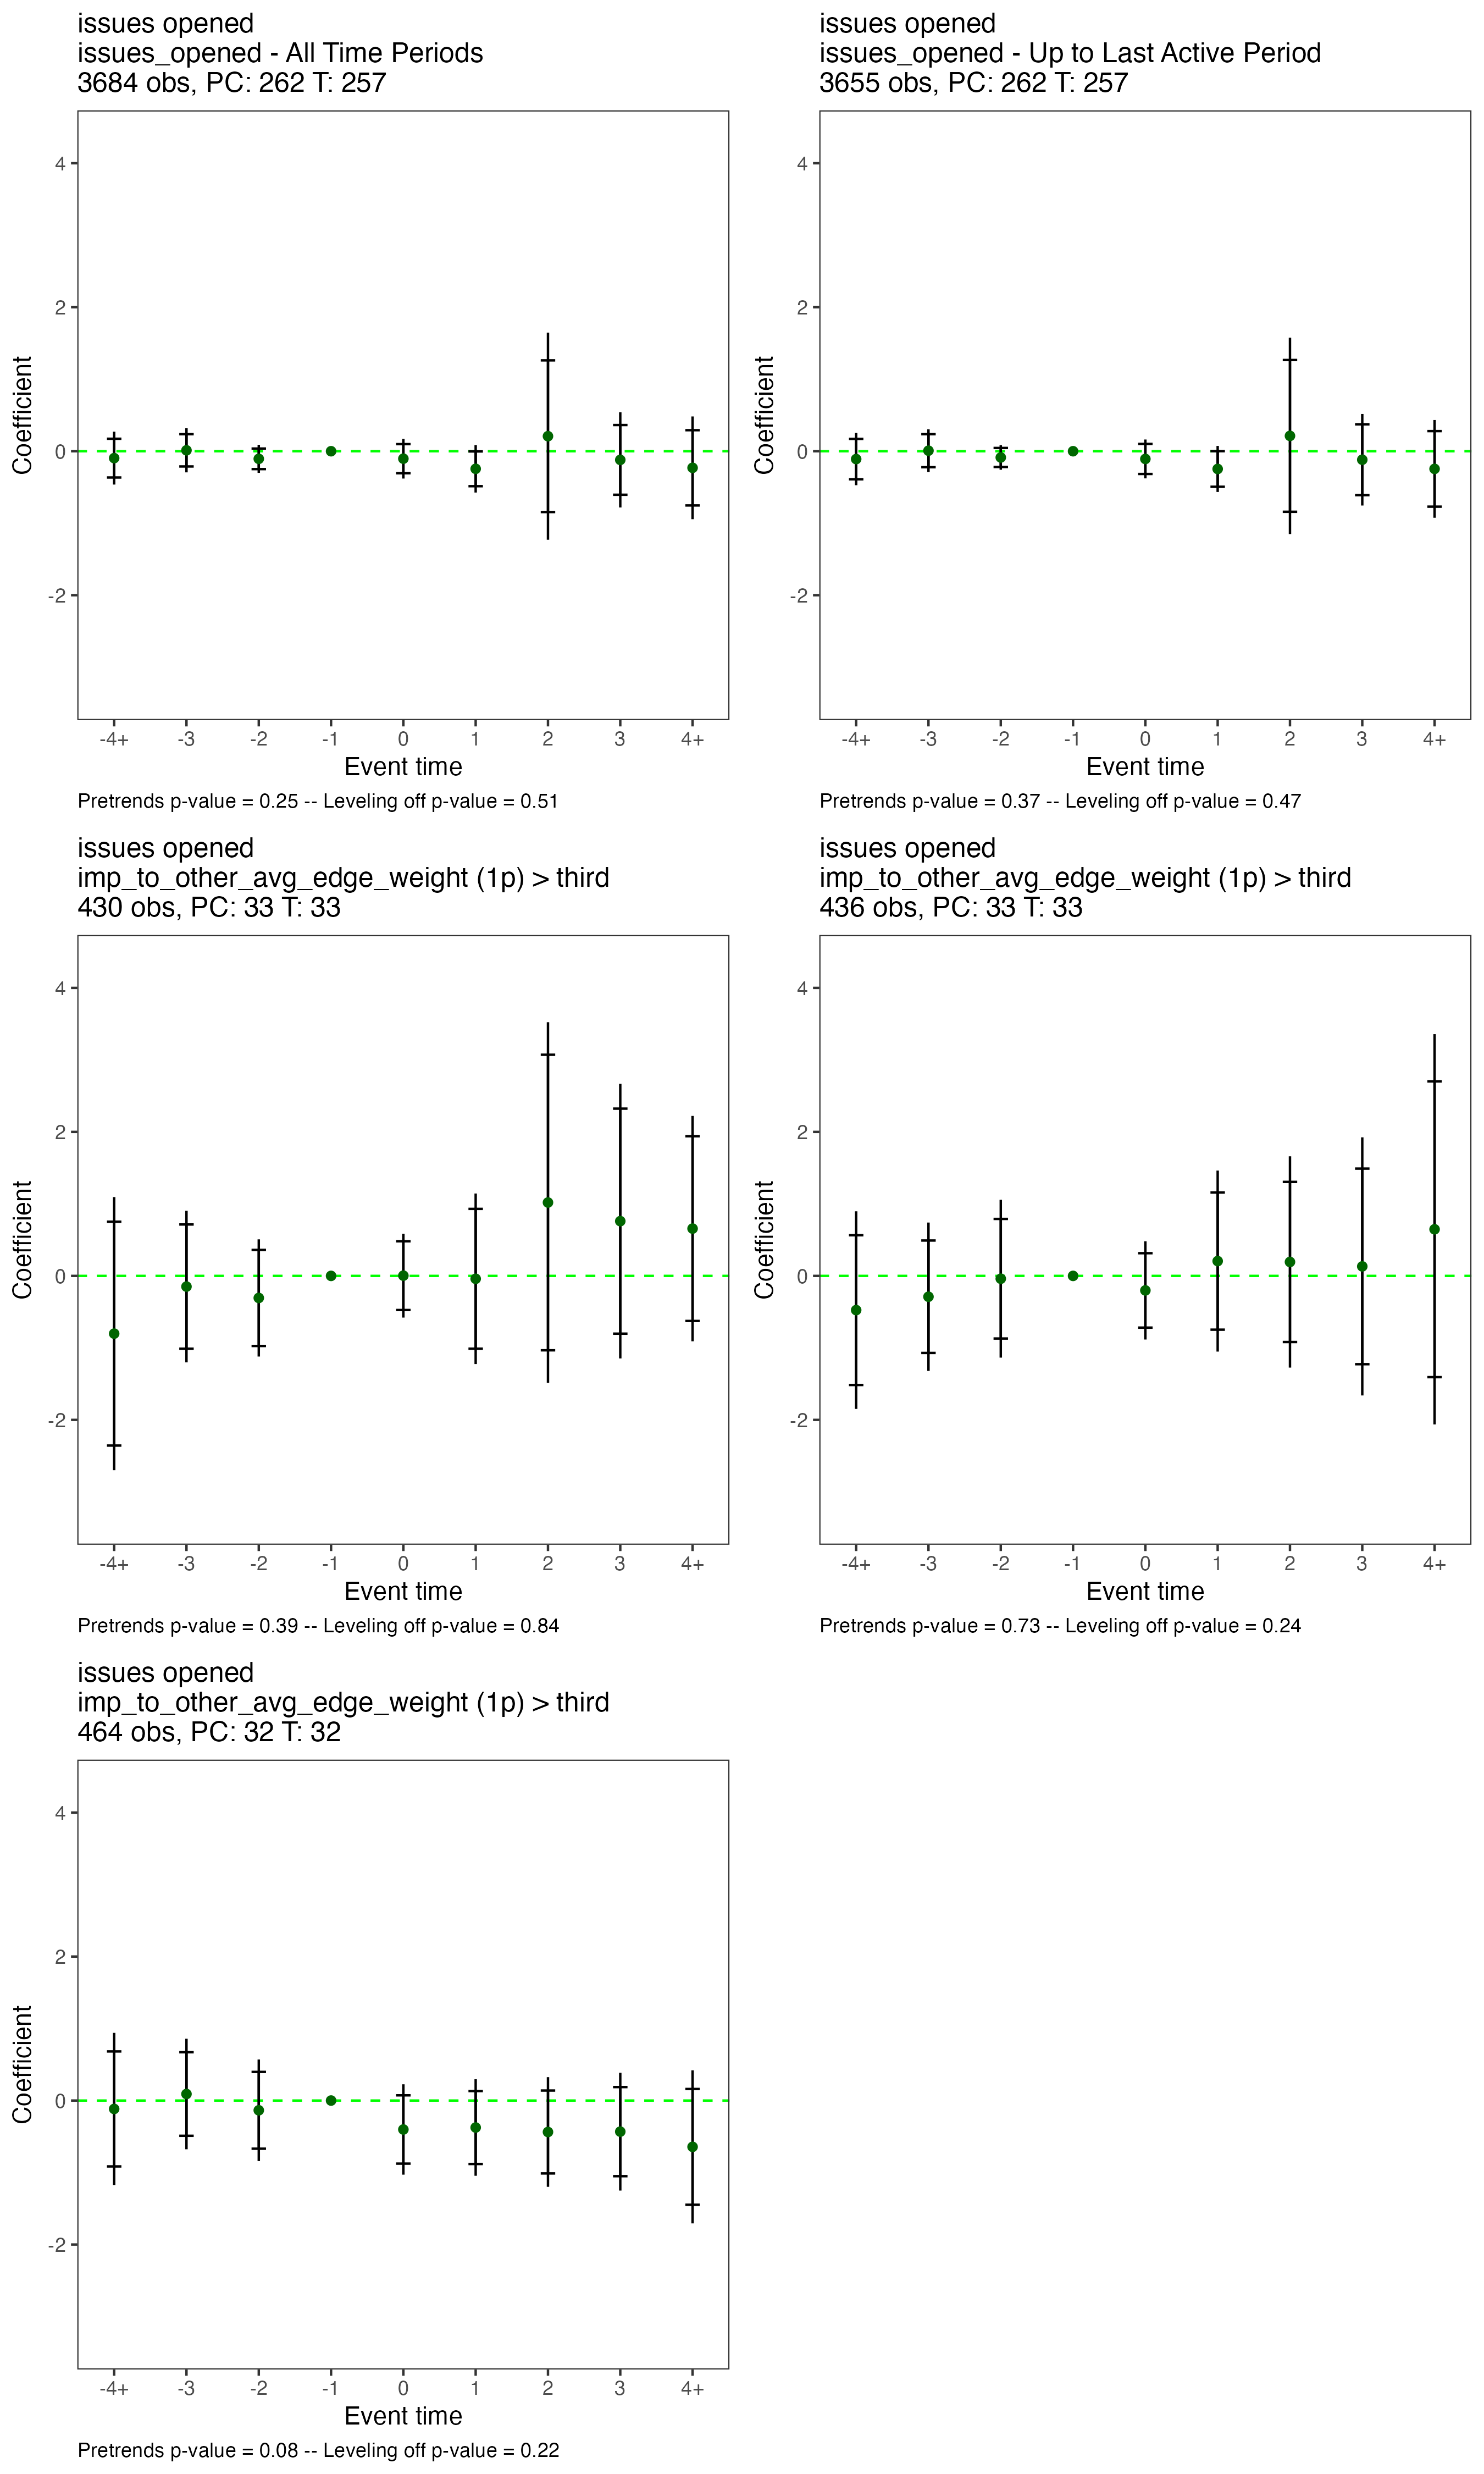 issues opened
issues_opened - All Time Periods
3684 obs, PC: 262 T: 257
Coefficient
4
2
0
-2
-4+ -3 -2 -1 0 1 2 3 4+
Event time
Pretrends p-value = 0.25 -- Leveling off p-value = 0.51
issues opened
issues_opened - Up to Last Active Period
3655 obs, PC: 262 T: 257
Coefficient
4
2
0
-2
-4+ -3 -2 -1 0 1 2 3 4+
Event time
Pretrends p-value = 0.37 -- Leveling off p-value = 0.47
issues opened
imp_to_other_avg_edge_weight (1p) > third
430 obs, PC: 33 T: 33
Coefficient
4
2
0
-2
-4+ -3 -2 -1 0 1 2 3 4+
Event time
Pretrends p-value = 0.39 -- Leveling off p-value = 0.84
issues opened
imp_to_other_avg_edge_weight (1p) > third
436 obs, PC: 33 T: 33
Coefficient
4
2
0
-2
-4+ -3 -2 -1 0 1 2 3 4+
Event time
Pretrends p-value = 0.73 -- Leveling off p-value = 0.24
issues opened
imp_to_other_avg_edge_weight (1p) > third
464 obs, PC: 32 T: 32
Coefficient
4
2
0
-2
-4+ -3 -2 -1 0 1 2 3 4+
Event time
Pretrends p-value = 0.08 -- Leveling off p-value = 0.22